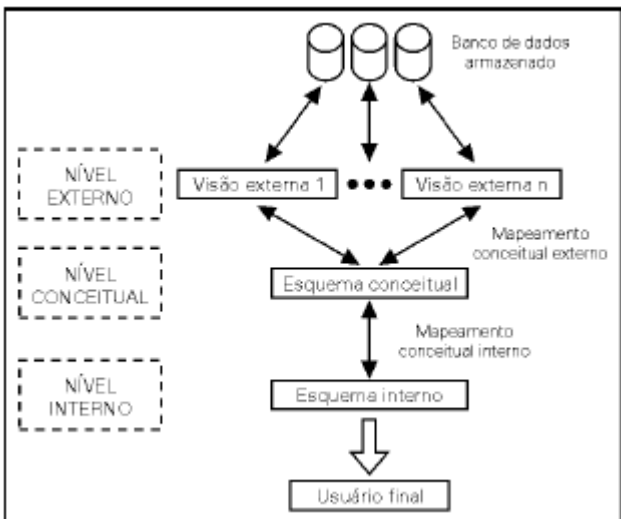 Banco de dados
armazenado
NÍVEL
EXTERNO
Visão externa 1
Visão externa n
Mapeamento
conceitual externo
NÍVEL
CONCEITUAL
Esquema conceitual
Mapeamento
conceitual interno
NÍVEL
INTERNO
Esquema interno
Usuário final